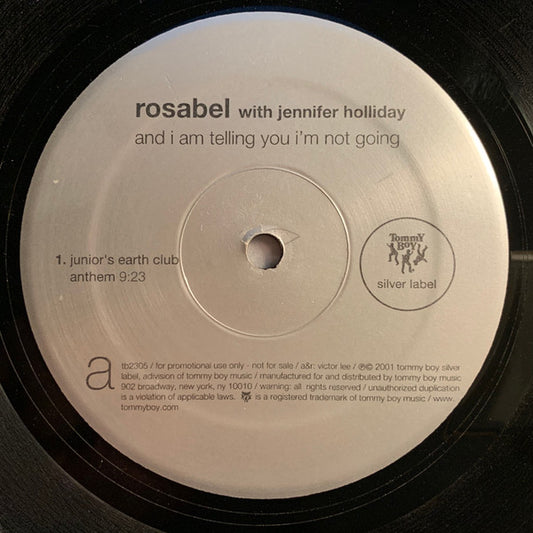 rosabel with jennifer holliday
and i am telling you i'm not going
1. junior's earth club
anthem 9:23
TOMMY
BOY
silver label
a
tb2305 / for promotional use only - not for sale / a&r: victor lee / ℗© 2001 tommy boy silver
label, advision of tommy boy music / manufactured for and distributed by tommy boy music
902 broadway, new york, ny 10010 / warning: all rights reserved / unauthorized duplication
is a violation of applicable laws. is a registered trademark of tommy boy music / www.
tommyboy.com